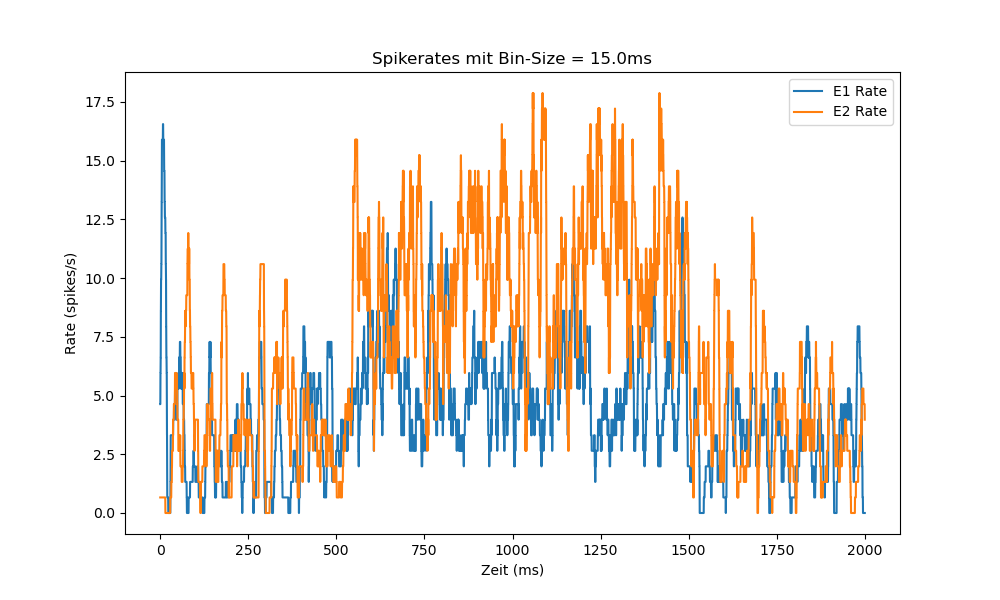 Spikerates mit Bin-Size = 15.0ms
E1 Rate
E2 Rate
Rate (spikes/s)
17.5
15.0
12.5
10.0
7.5
5.0
2.5
0.0
0 250 500 750 1000 1250 1500 1750 2000
Zeit (ms)